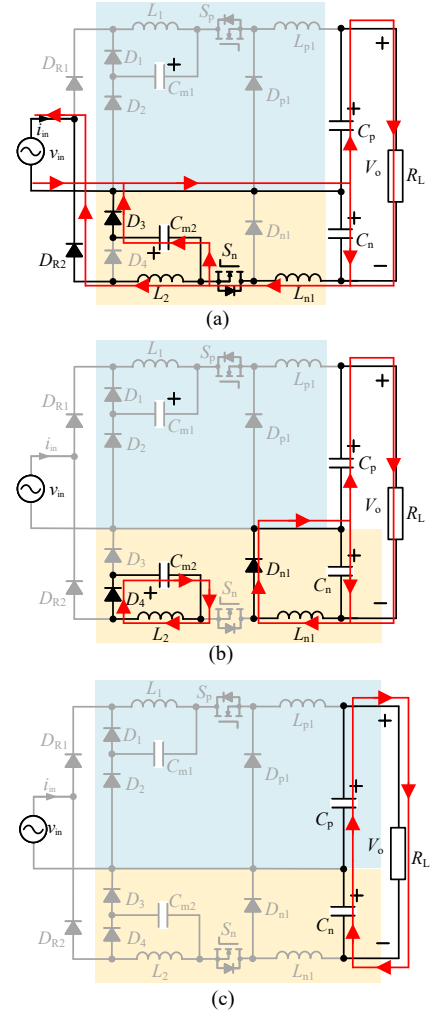 L1 Sp Lp1
+ +
DR1 D1 Cm1
D2 Dp1 +
iin Cp
vin Vo RL
D3 Cm2 +
Sn Dn1 Cn
DR2 D4 +
L2 Ln1 −
(a)
L1 Sp Lp1
+ +
DR1 D1 Cm1
D2 Dp1 +
iin Cp
vin Vo RL
D3 Cm2 +
Dn1 Cn
DR2 D4 + Sn
L2 Ln1 −
(b)
L1 Sp Lp1
+
DR1 D1 Cm1
D2 Dp1 +
iin Cp
vin Vo RL
D3 Cm2 +
Dn1 Cn
DR2 D4 Sn −
L2 Ln1
(c)